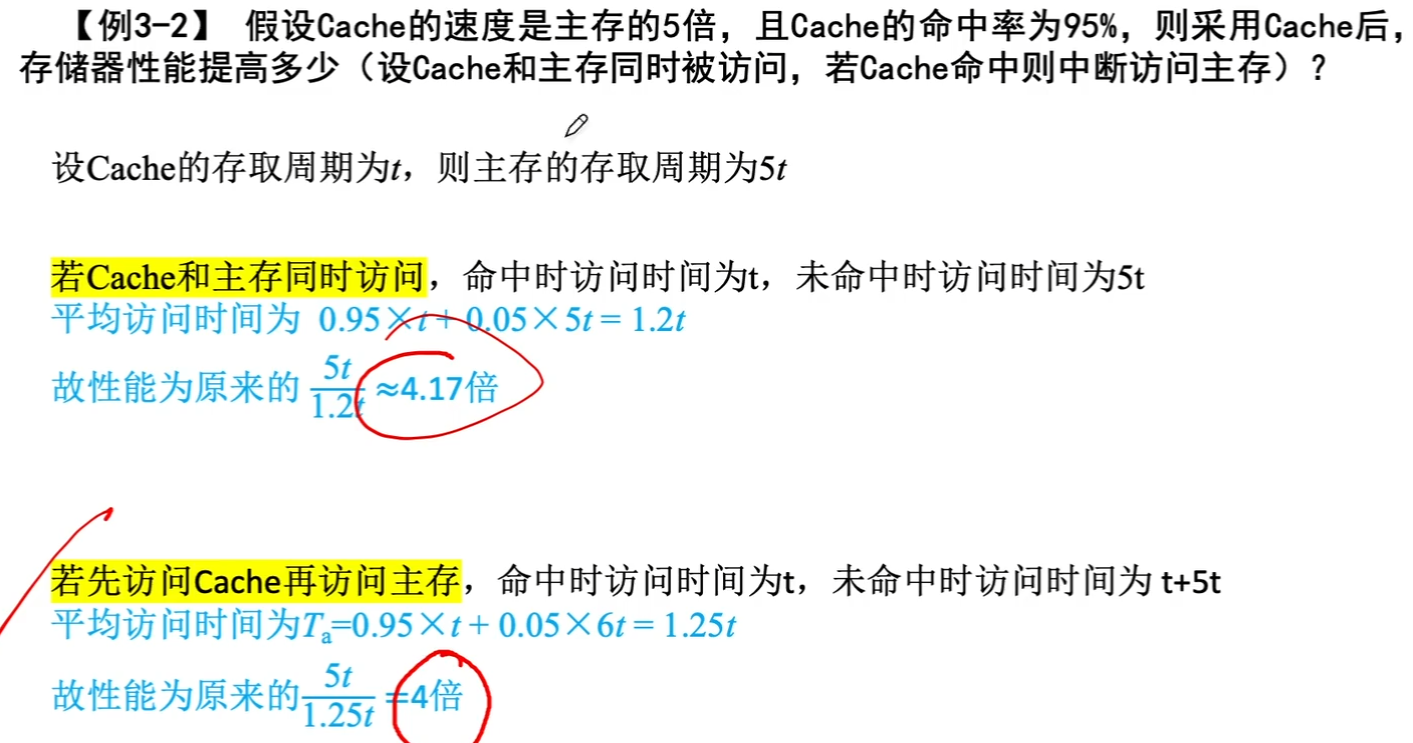 【例3-2】 假设Cache的速度是主存的5倍，且Cache的命中率为95%，则采用Cache后，
存储器性能提高多少（设Cache和主存同时被访问，若Cache命中则中断访问主存）？
设Cache的存取周期为t，则主存的存取周期为5t
若Cache和主存同时访问，命中时访问时间为t，未命中时访问时间为5t
平均访问时间为 0.95×t + 0.05×5t = 1.2t
故性能为原来的 5t/1.2t ≈4.17倍
若先访问Cache再访问主存，命中时访问时间为t，未命中时访问时间为 t+5t
平均访问时间为Ta=0.95×t + 0.05×6t = 1.25t
故性能为原来的5t/1.25t =4倍